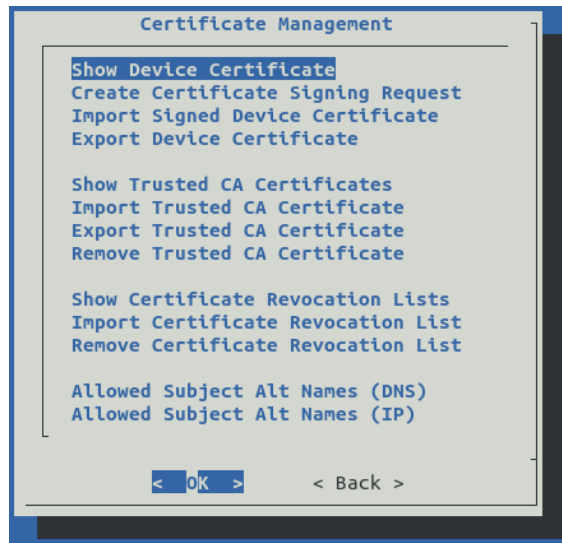 Certificate Management
Show Device Certificate
Create Certificate Signing Request
Import Signed Device Certificate
Export Device Certificate
Show Trusted CA Certificates
Import Trusted CA Certificate
Export Trusted CA Certificate
Remove Trusted CA Certificate
Show Certificate Revocation Lists
Import Certificate Revocation List
Remove Certificate Revocation List
Allowed Subject Alt Names (DNS)
Allowed Subject Alt Names (IP)
< OK > < Back >